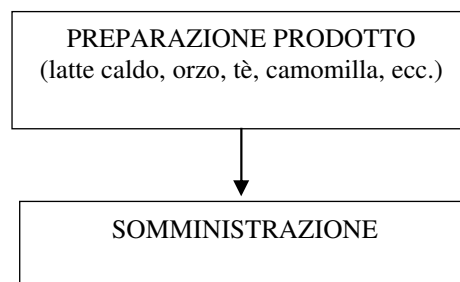 PREPARAZIONE PRODOTTO
(latte caldo, orzo, tè, camomilla, ecc.)
SOMMINISTRAZIONE